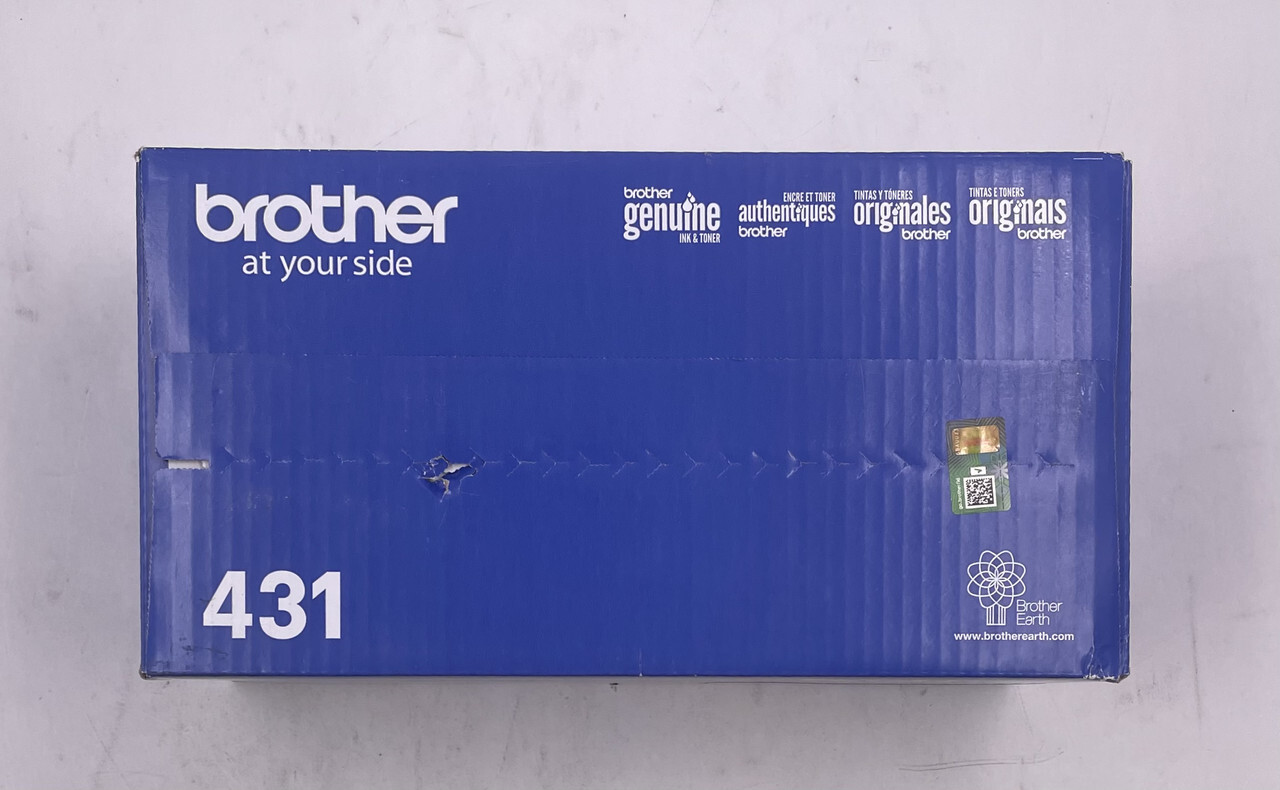 brother
at your side
brother
genuine
INK & TONER
ENCRE ET TONER
authentiques
brother
TINTAS Y TÓNERES
originales
brother
TINTAS E TONERS
originais
brother
431
Brother
Earth
www.brotherearth.com